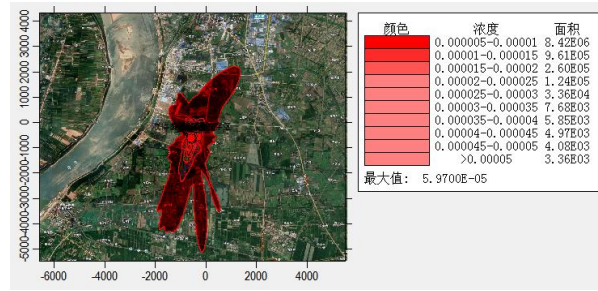 颜色 浓度 面积
0.000005-0.00001 8.42E06
0.00001-0.000015 9.61E05
0.000015-0.00002 2.60E05
0.00002-0.000025 1.24E05
0.000025-0.00003 3.36E04
0.00003-0.000035 7.68E03
0.000035-0.00004 5.85E03
0.00004-0.000045 4.97E03
0.000045-0.00005 4.08E03
>0.00005 3.36E03
最大值: 5.9700E-05
4000
3000
2000
1000
0
-1000
-2000
-3000
-4000
-5000
-6000 -4000 -2000 0 2000 4000